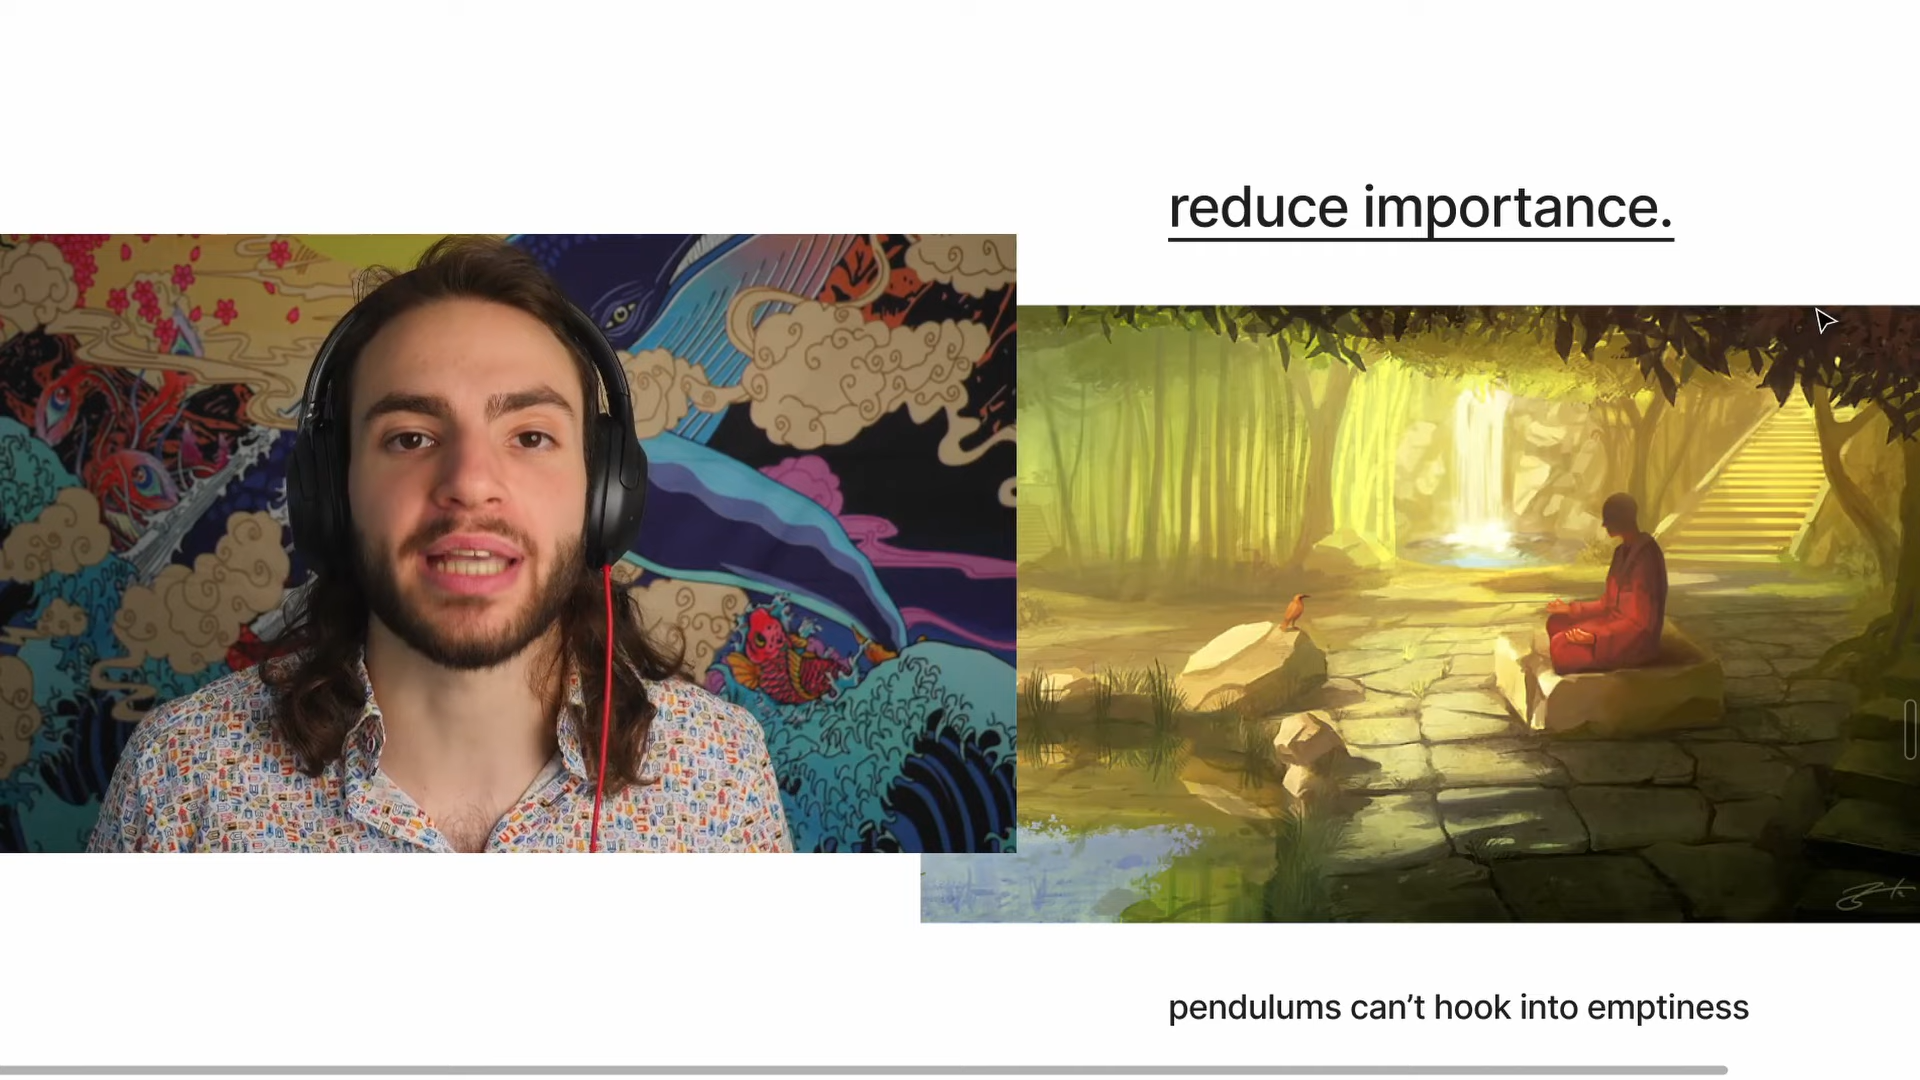 reduce importance.
pendulums can’t hook into emptiness